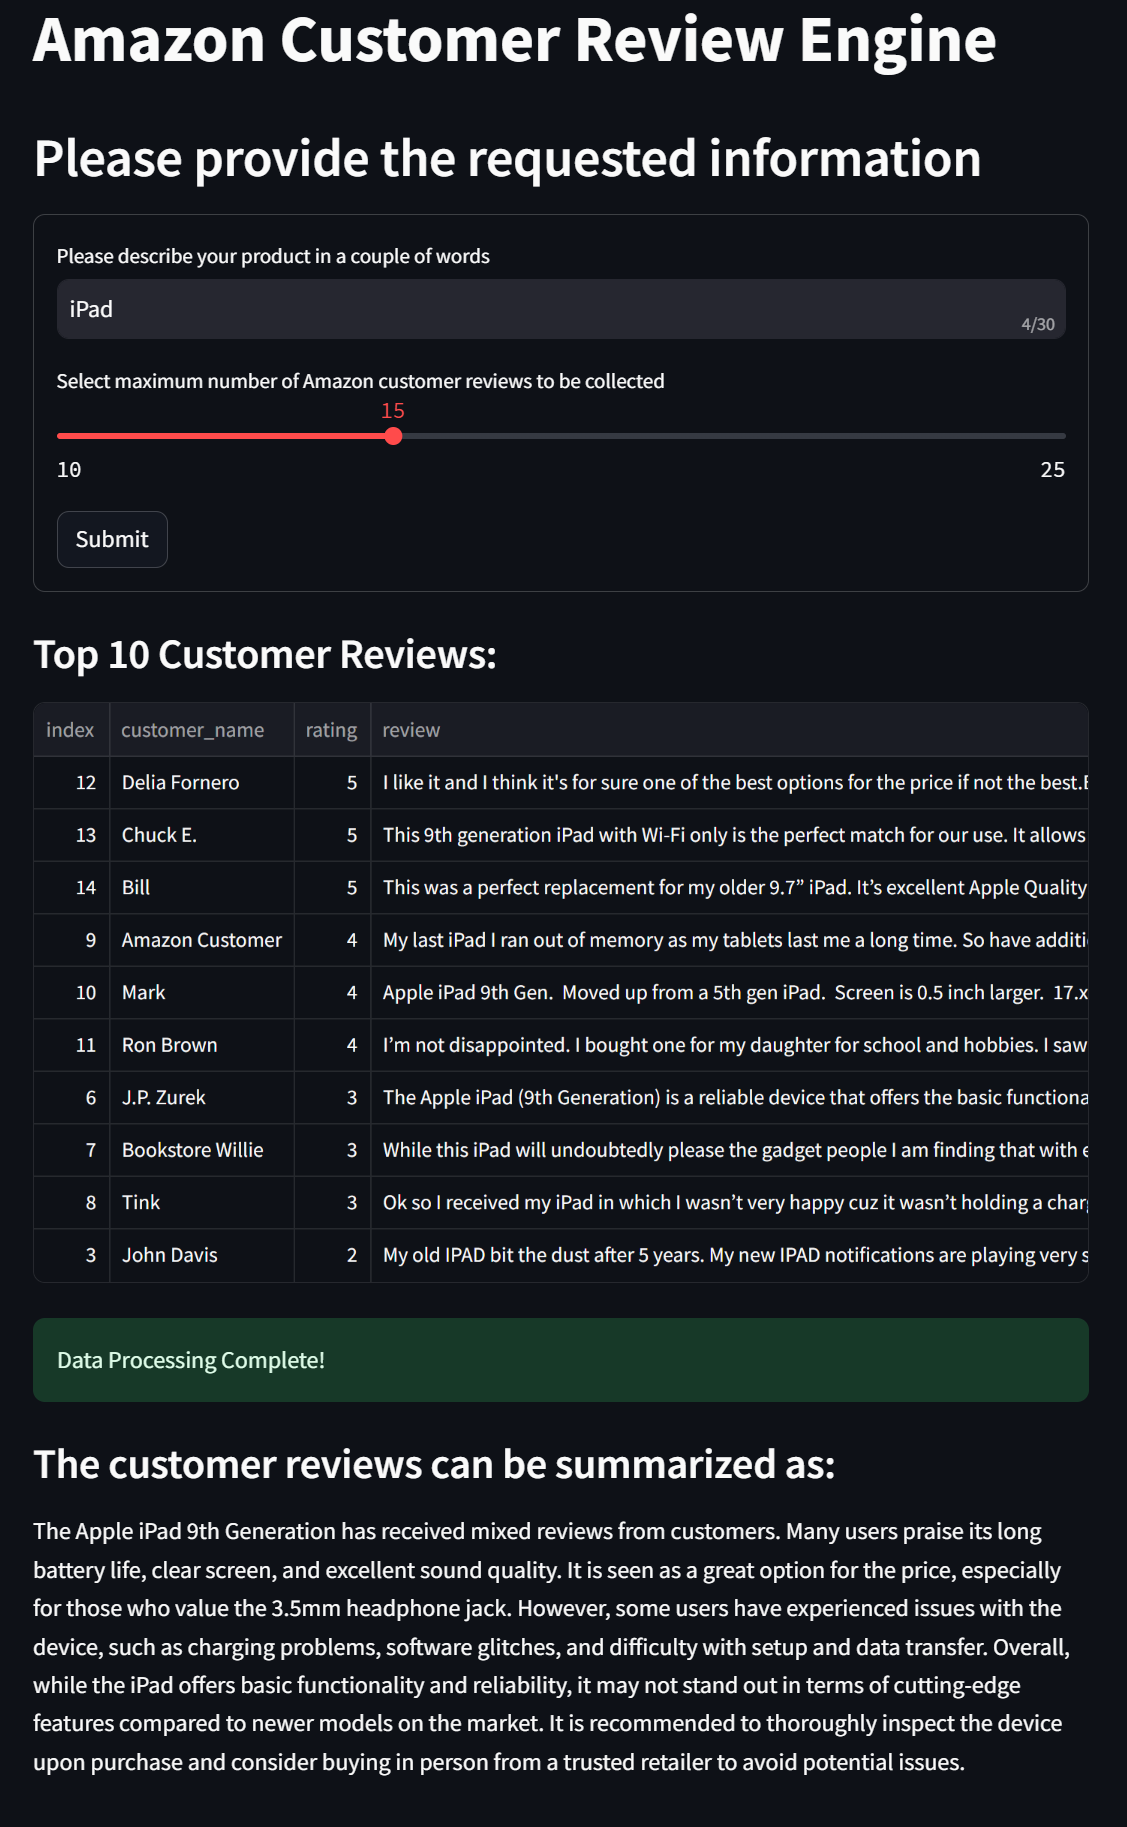 Amazon Customer Review Engine
Please provide the requested information
Please describe your product in a couple of words
iPad
4/30
Select maximum number of Amazon customer reviews to be collected
15
10 25
Submit
Top 10 Customer Reviews:
index customer_name rating review
12 Delia Fornero 5 I like it and I think it's for sure one of the best options for the price if not the best.
13 Chuck E. 5 This 9th generation iPad with Wi-Fi only is the perfect match for our use. It allows
14 Bill 5 This was a perfect replacement for my older 9.7” iPad. It’s excellent Apple Quality
9 Amazon Customer 4 My last iPad I ran out of memory as my tablets last me a long time. So have additi
10 Mark 4 Apple iPad 9th Gen.  Moved up from a 5th gen iPad.  Screen is 0.5 inch larger.  17.x
11 Ron Brown 4 I’m not disappointed. I bought one for my daughter for school and hobbies. I saw
6 J.P. Zurek 3 The Apple iPad (9th Generation) is a reliable device that offers the basic functiona
7 Bookstore Willie 3 While this iPad will undoubtedly please the gadget people I am finding that with e
8 Tink 3 Ok so I received my iPad in which I wasn’t very happy cuz it wasn’t holding a char
3 John Davis 2 My old IPAD bit the dust after 5 years. My new IPAD notifications are playing very s
Data Processing Complete!
The customer reviews can be summarized as:
The Apple iPad 9th Generation has received mixed reviews from customers. Many users praise its long
battery life, clear screen, and excellent sound quality. It is seen as a great option for the price, especially
for those who value the 3.5mm headphone jack. However, some users have experienced issues with the
device, such as charging problems, software glitches, and difficulty with setup and data transfer. Overall,
while the iPad offers basic functionality and reliability, it may not stand out in terms of cutting-edge
features compared to newer models on the market. It is recommended to thoroughly inspect the device
upon purchase and consider buying in person from a trusted retailer to avoid potential issues.